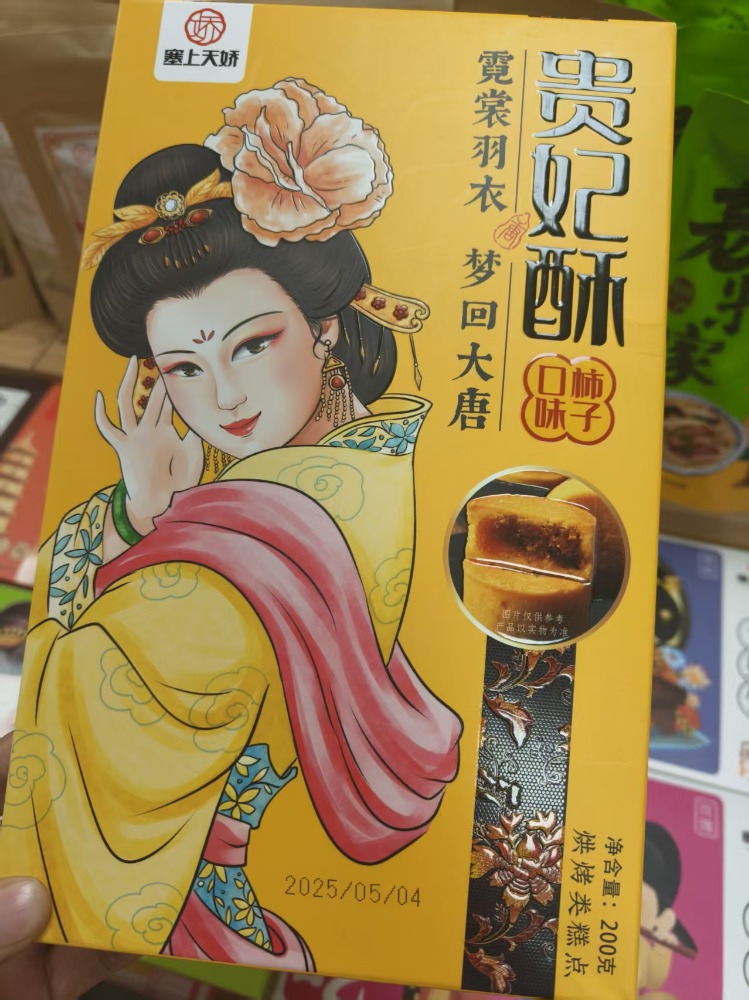 塞上天娇
贵妃酥
霓裳羽衣
梦回大唐
柿子
口味
图片仅供参考
产品以实物为准
净含量：200克
烘烤类糕点
2025/05/04